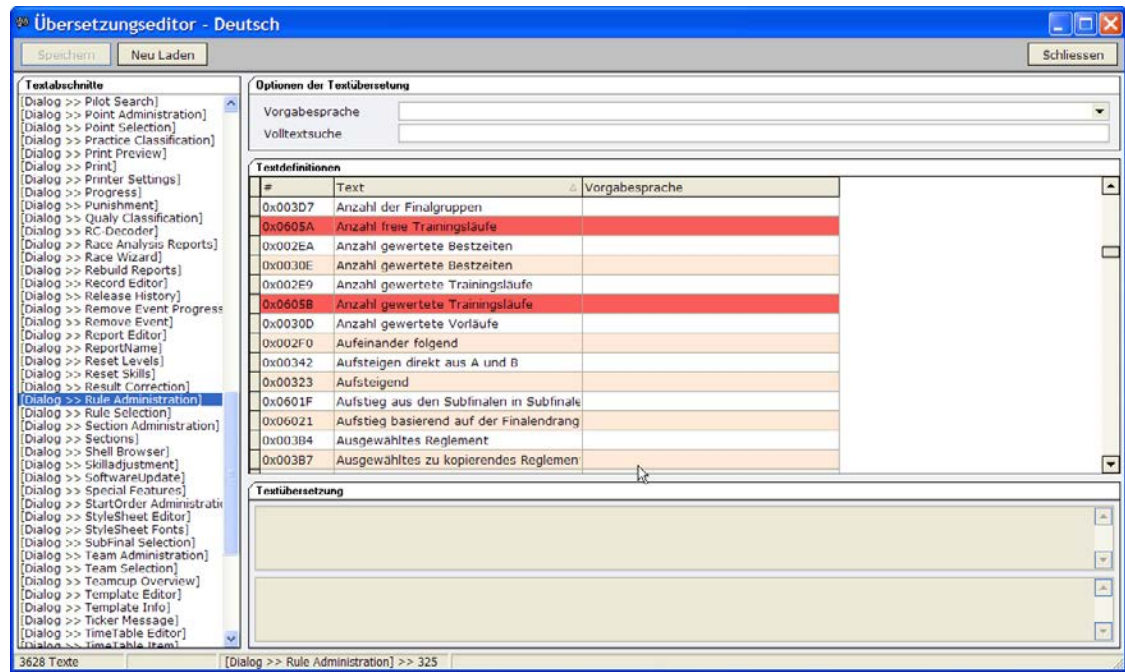 Übersetzungseditor - Deutsch
Speichern Neu Laden Schliessen
Textabschnitte
[Dialog >> Pilot Search]
[Dialog >> Point Administration]
[Dialog >> Point Selection]
[Dialog >> Practice Classification]
[Dialog >> Print Preview]
[Dialog >> Print]
[Dialog >> Printer Settings]
[Dialog >> Progress]
[Dialog >> Punishment]
[Dialog >> Qualy Classification]
[Dialog >> RC-Decoder]
[Dialog >> Race Analysis Reports]
[Dialog >> Race Wizard]
[Dialog >> Rebuild Reports]
[Dialog >> Record Editor]
[Dialog >> Release History]
[Dialog >> Remove Event Progress
[Dialog >> Remove Event]
[Dialog >> Report Editor]
[Dialog >> ReportName]
[Dialog >> Reset Levels]
[Dialog >> Reset Skills]
[Dialog >> Result Correction]
[Dialog >> Rule Administration]
[Dialog >> Rule Selection]
[Dialog >> Section Administration]
[Dialog >> Sections]
[Dialog >> Shell Browser]
[Dialog >> Skilladjustment]
[Dialog >> SoftwareUpdate]
[Dialog >> Special Features]
[Dialog >> StartOrder Administratio
[Dialog >> StyleSheet Editor]
[Dialog >> StyleSheet Fonts]
[Dialog >> SubFinal Selection]
[Dialog >> Team Administration]
[Dialog >> Team Selection]
[Dialog >> Teamcup Overview]
[Dialog >> Template Editor]
[Dialog >> Template Info]
[Dialog >> Ticker Message]
[Dialog >> TimeTable Editor]
[Dialog >> TimeTable Item]
Optionen der Textübersetung
Vorgabesprache
Volltextsuche
Textdefinitionen
# Text Vorgabesprache
0x003D7 Anzahl der Finalgruppen
0x0605A Anzahl freie Trainingsläufe
0x002EA Anzahl gewertete Bestzeiten
0x0030E Anzahl gewertete Bestzeiten
0x002E9 Anzahl gewertete Trainingsläufe
0x0605B Anzahl gewertete Trainingsläufe
0x0030D Anzahl gewertete Vorläufe
0x002F0 Aufeinander folgend
0x00342 Aufsteigen direkt aus A und B
0x00323 Aufsteigend
0x0601F Aufstieg aus den Subfinalen in Subfinale
0x06021 Aufstieg basierend auf der Finalendrang
0x003B4 Ausgewähltes Reglement
0x003B7 Ausgewähltes zu kopierendes Reglemen
Textübersetzung
3628 Texte [Dialog >> Rule Administration] >> 325